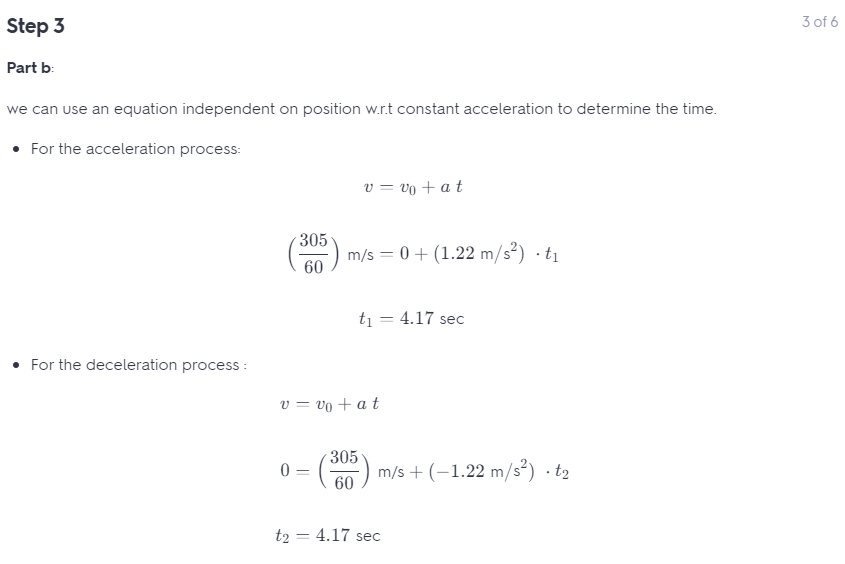 Step 3
3 of 6
Part b:
we can use an equation independent on position w.r.t constant acceleration to determine the time.
• For the acceleration process:
v = v₀ + a t
(305/60) m/s = 0 + (1.22 m/s²) · t₁
t₁ = 4.17 sec
• For the deceleration process :
v = v₀ + a t
0 = (305/60) m/s + (−1.22 m/s²) · t₂
t₂ = 4.17 sec